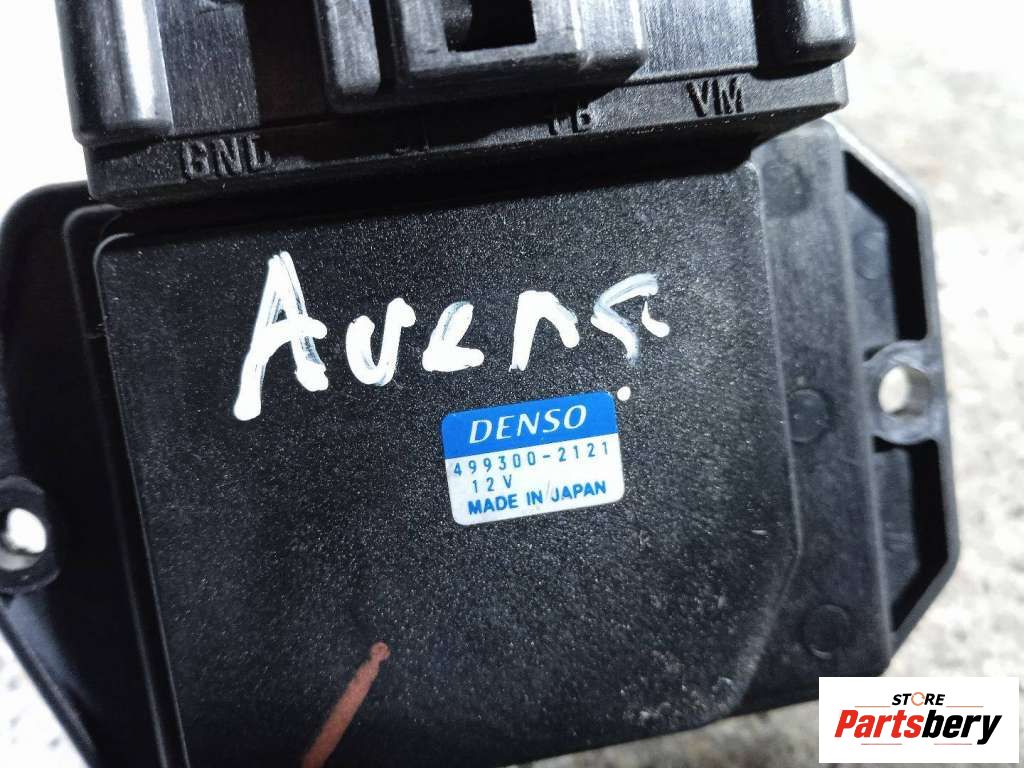 GND
VM
Avens
DENSO
499300-2121
12V
MADE IN JAPAN
STORE
Partsbery